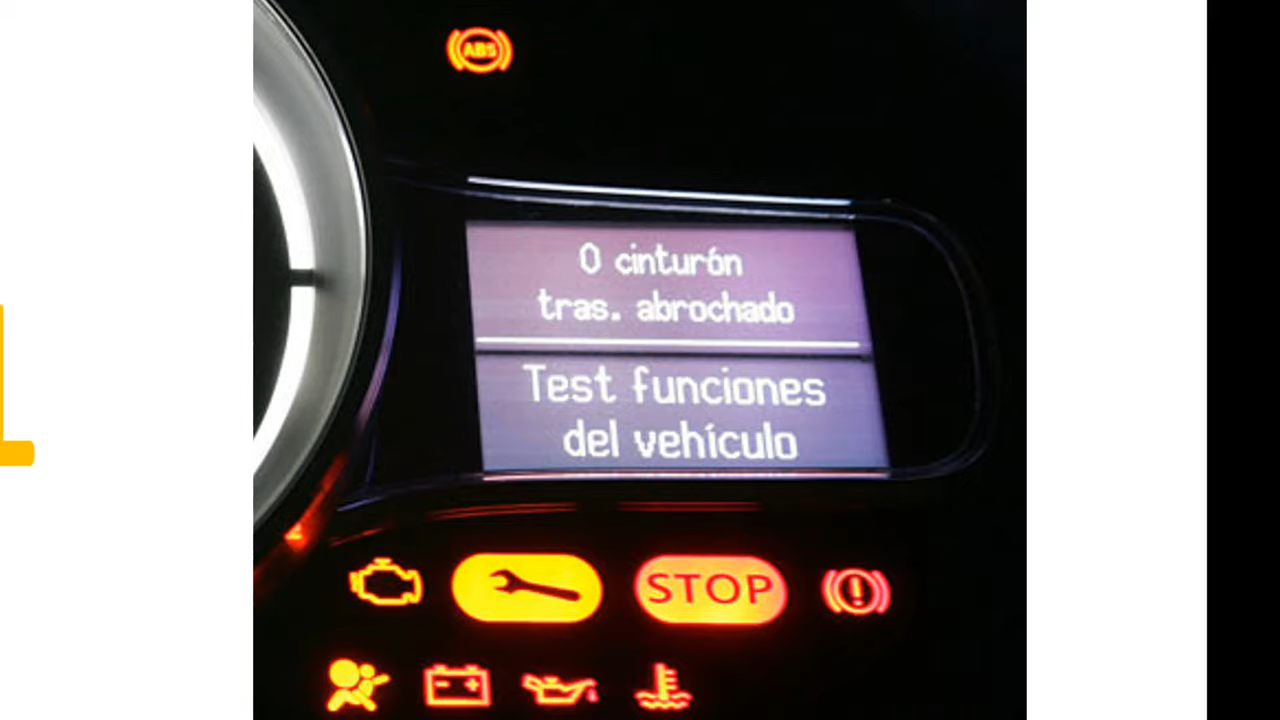 ABS
0 cinturón
tras. abrochado
Test funciones
del vehículo
STOP